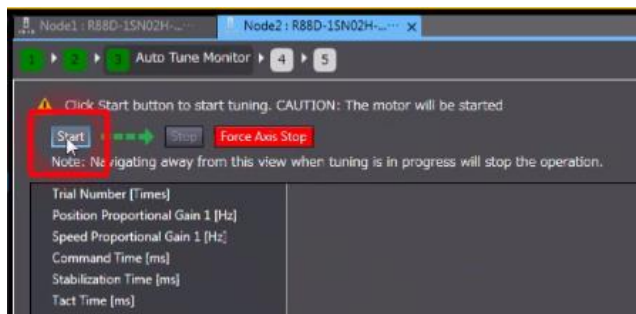 Node1 : R88D-1SN02H-...··· Node2 : R88D-1SN02H-...··· x
1 2 3 Auto Tune Monitor 4 5
Click Start button to start tuning. CAUTION: The motor will be started
Start Stop Force Axis Stop
Note: Navigating away from this view when tuning is in progress will stop the operation.
Trial Number [Times]
Position Proportional Gain 1 [Hz]
Speed Proportional Gain 1 [Hz]
Command Time [ms]
Stabilization Time [ms]
Tact Time [ms]